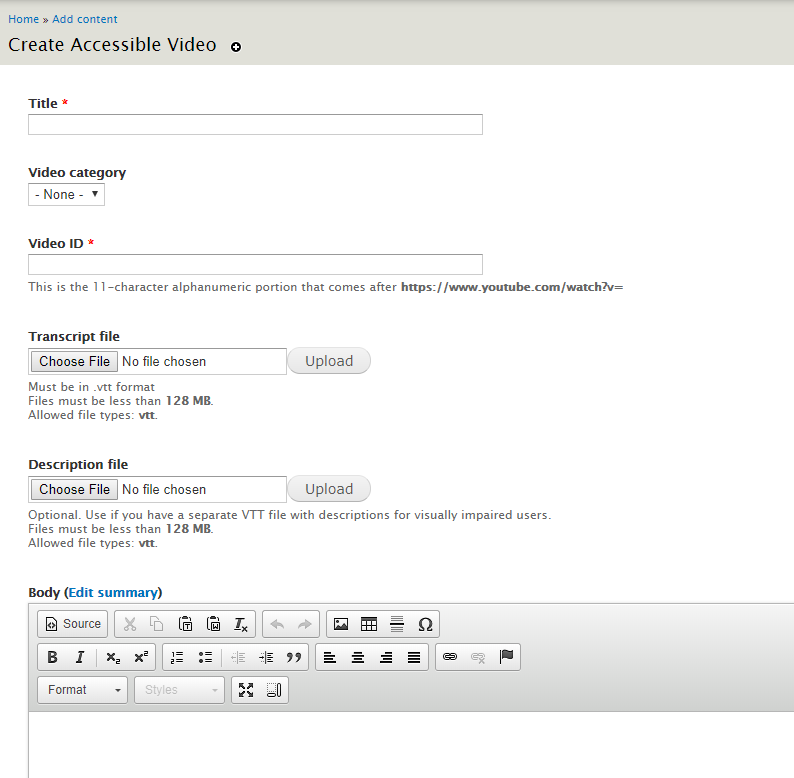 Home » Add content
Create Accessible Video
Title *
Video category
- None -
Video ID *
This is the 11-character alphanumeric portion that comes after https://www.youtube.com/watch?v=
Transcript file
Choose File No file chosen Upload
Must be in .vtt format
Files must be less than 128 MB.
Allowed file types: vtt.
Description file
Choose File No file chosen Upload
Optional. Use if you have a separate VTT file with descriptions for visually impaired users.
Files must be less than 128 MB.
Allowed file types: vtt.
Body (Edit summary)
Source
Format Styles